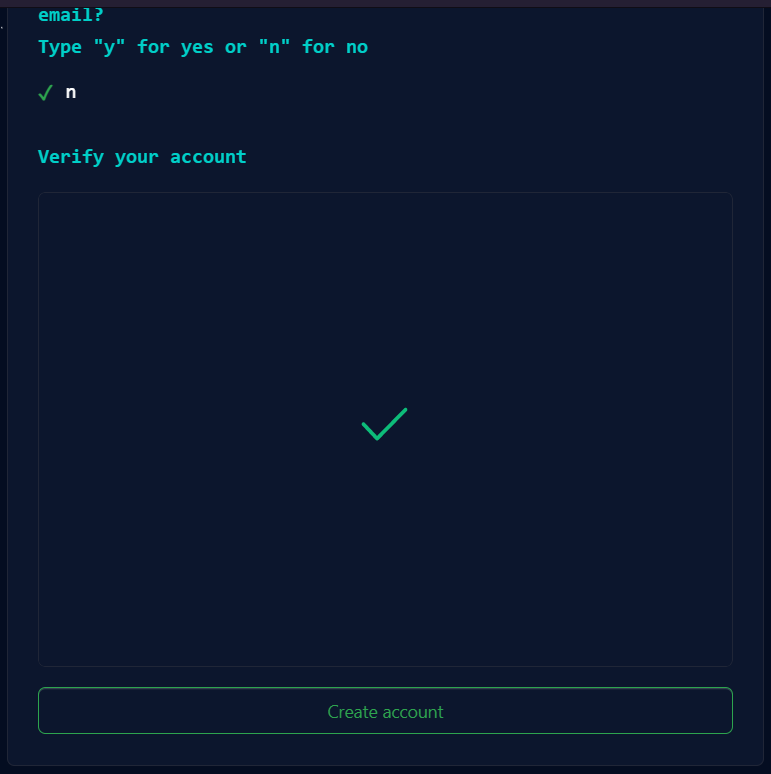 email?
Type "y" for yes or "n" for no
✓ n
Verify your account
Create account